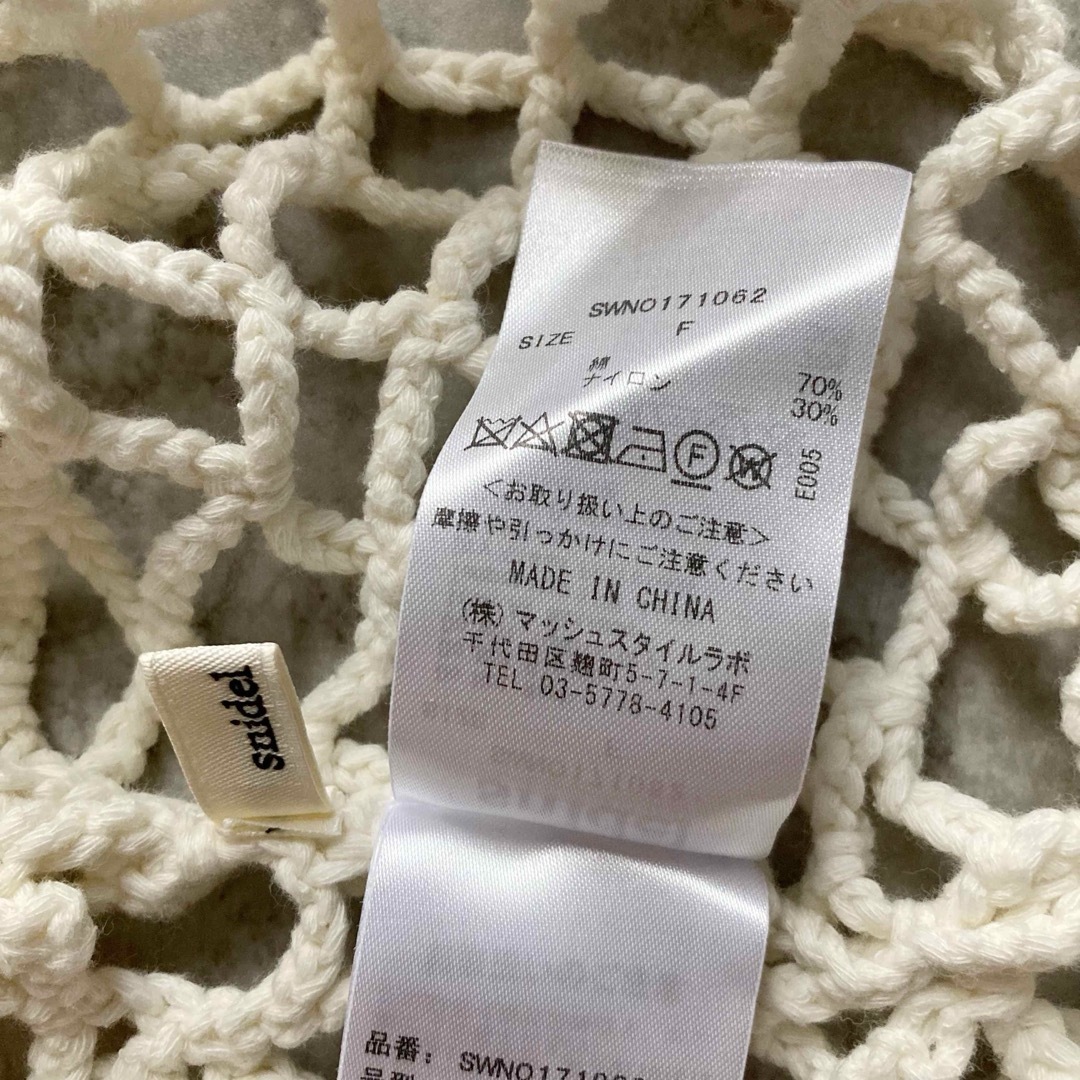 SWNO171062
SIZE F
綿 70%
ナイロン 30%
F W
E005
<お取り扱い上のご注意>
摩擦や引っかけにご注意ください
MADE IN CHINA
(株) マッシュスタイルラボ
千代田区麹町5-7-1-4F
TEL 03-5778-4105
snidel
品番: SWNO17106